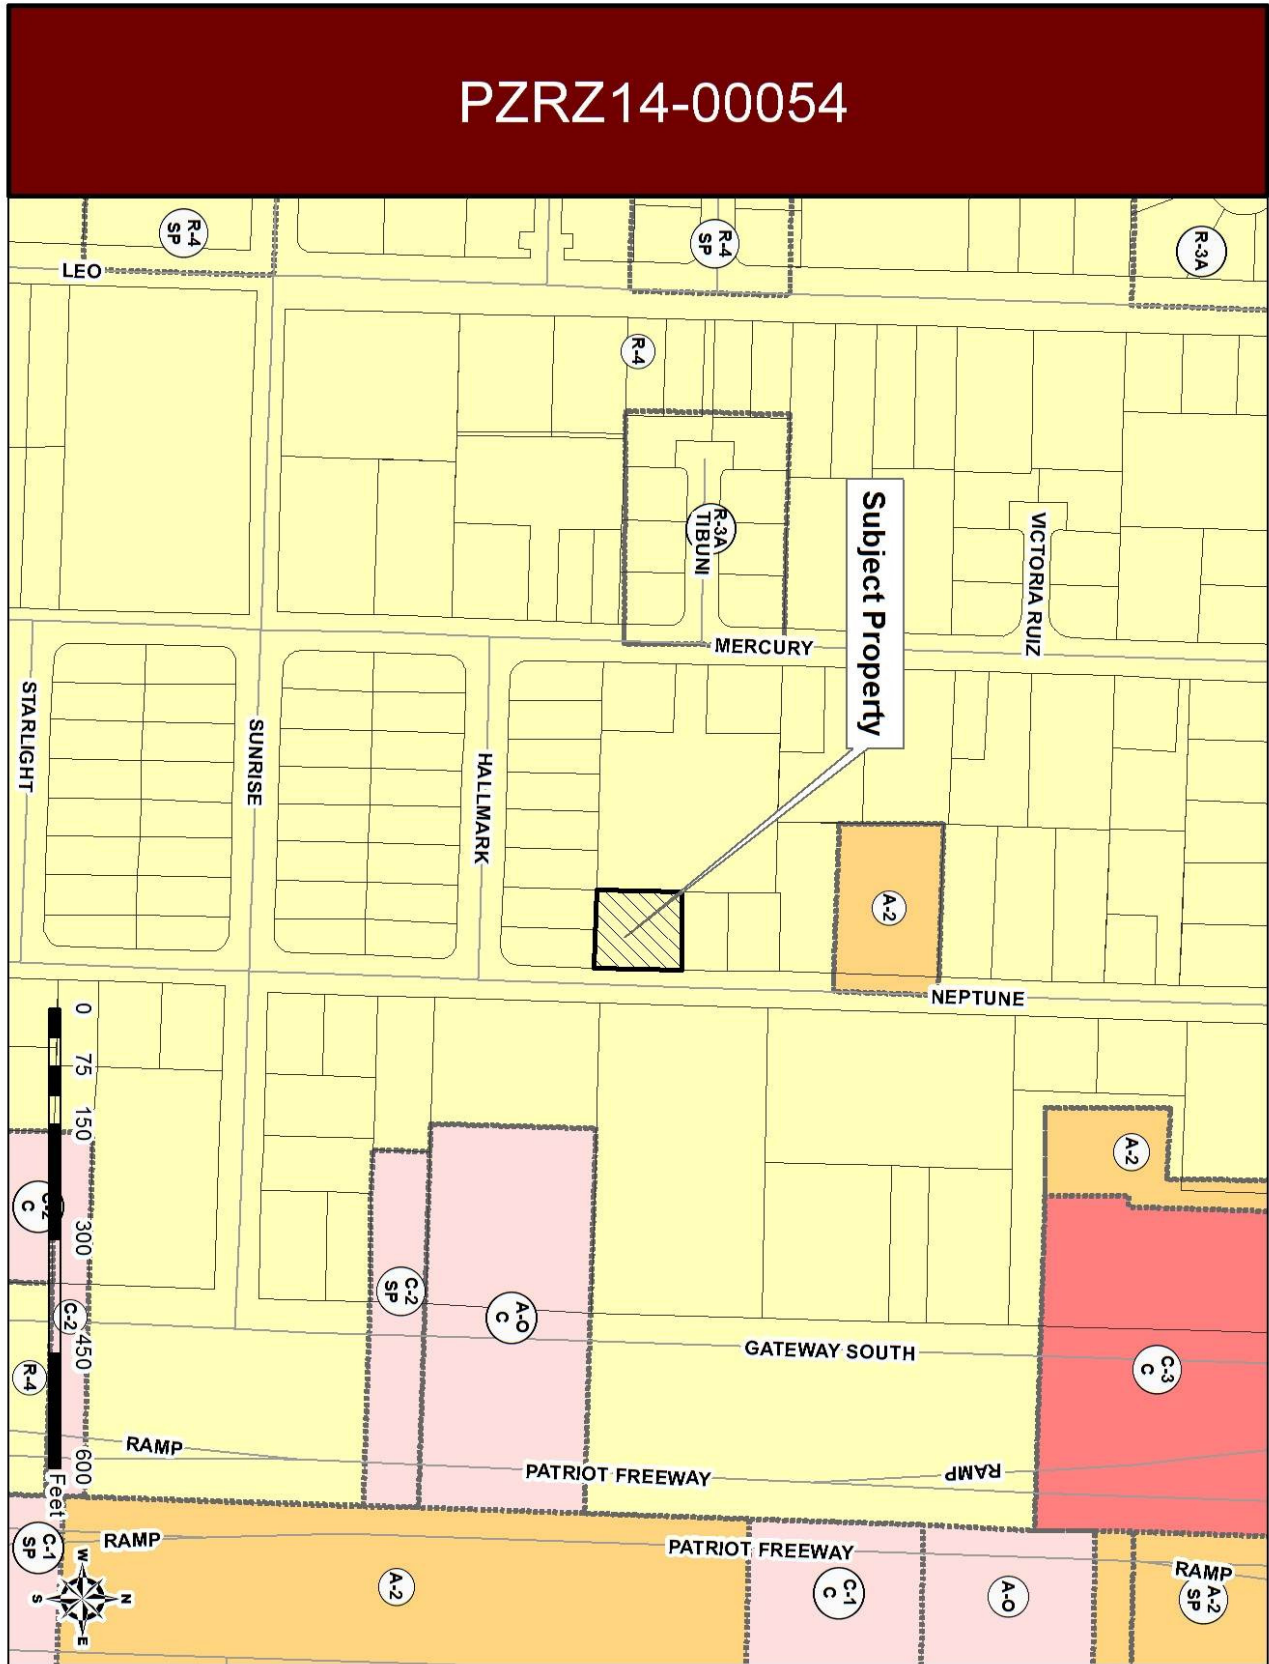 PZRZ14-00054
R-4
SP
R-4
SP
R-3A
LEO
R-4
R-3A
TIBUNI
Subject Property
VICTORIA RUIZ
MERCURY
STARLIGHT
SUNRISE
HALLMARK
A-2
NEPTUNE
0
75
150
300
450
600
Feet
A-2
C-2
C
C-2
SP
A-O
C
C-2
R-4
GATEWAY SOUTH
C-3
C
RAMP
PATRIOT FREEWAY
RAMP
RAMP
PATRIOT FREEWAY
RAMP
C-1
SP
A-2
C-1
C
A-O
A-2
SP
W
N
S
E